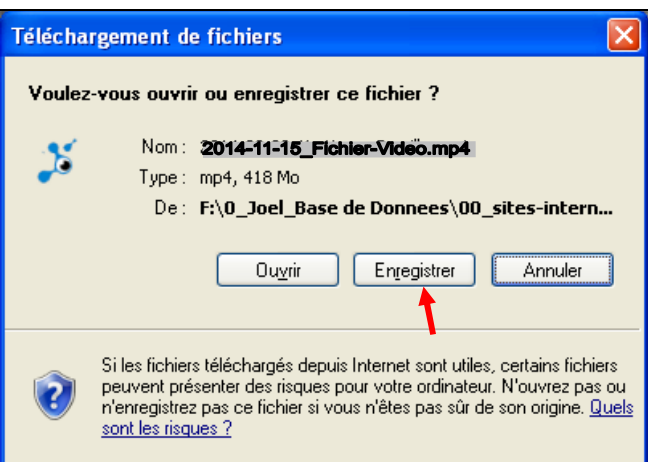 Téléchargement de fichiers
Voulez-vous ouvrir ou enregistrer ce fichier ?
Nom : 2014-11-15_Fichier-Vidéo.mp4
Type : mp4, 418 Mo
De : F:\0_Joel_Base de Donnees\00_sites-intern...
Ouvrir Enregistrer Annuler
Si les fichiers téléchargés depuis Internet sont utiles, certains fichiers
peuvent présenter des risques pour votre ordinateur. N'ouvrez pas ou
n'enregistrez pas ce fichier si vous n'êtes pas sûr de son origine. Quels
sont les risques ?